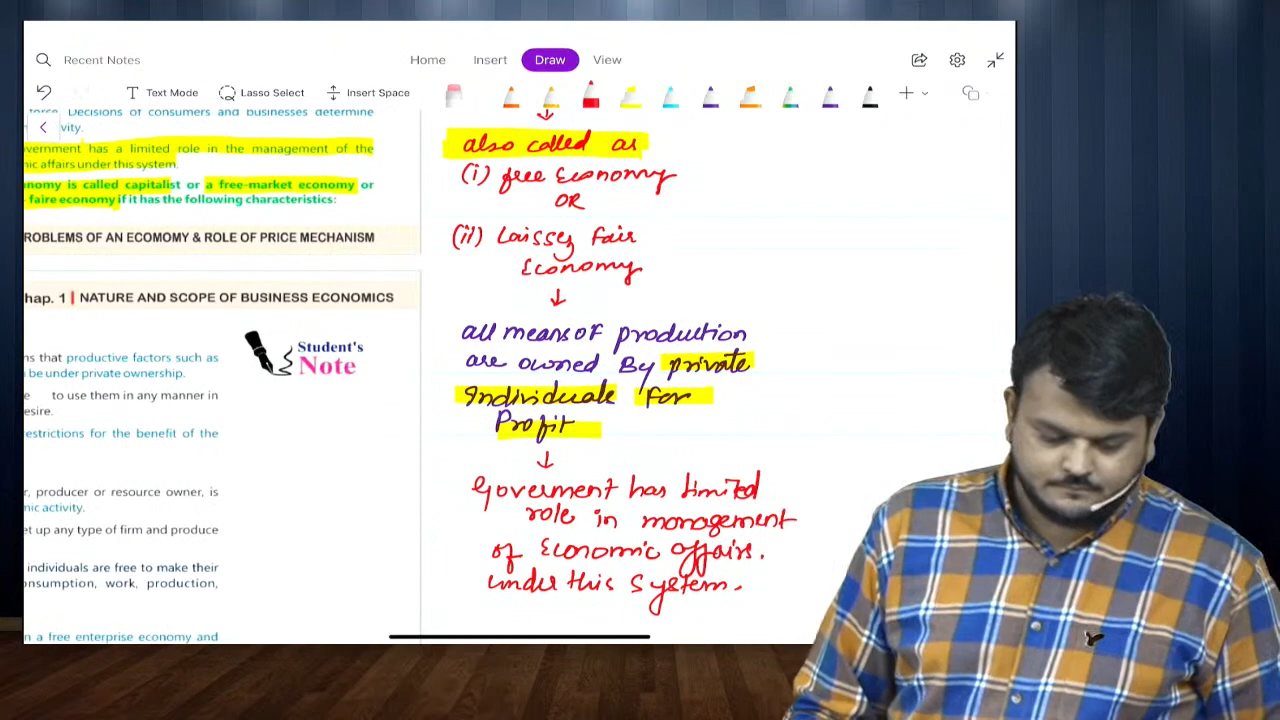 Recent Notes
Home Insert Draw View
Text Mode Lasso Select Insert Space
force. Decisions of consumers and businesses determine
vity.
vernment has a limited role in the management of the
ic affairs under this system.
onomy is called capitalist or a free-market economy or
faire economy if it has the following characteristics:
ROBLEMS OF AN ECOMOMY & ROLE OF PRICE MECHANISM
hap. 1 | NATURE AND SCOPE OF BUSINESS ECONOMICS
Student's
Note
ns that productive factors such as
be under private ownership.
e to use them in any manner in
esire.
estrictions for the benefit of the
r, producer or resource owner, is
nic activity.
et up any type of firm and produce
individuals are free to make their
nsumption, work, production,
n a free enterprise economy and
also called as
(i) free Economy
OR
(ii) Laissez Fair
Economy
all means of production
are owned By private
Individuals For
Profit
Goverment has limited
role in management
of Economic affairs.
under this system.